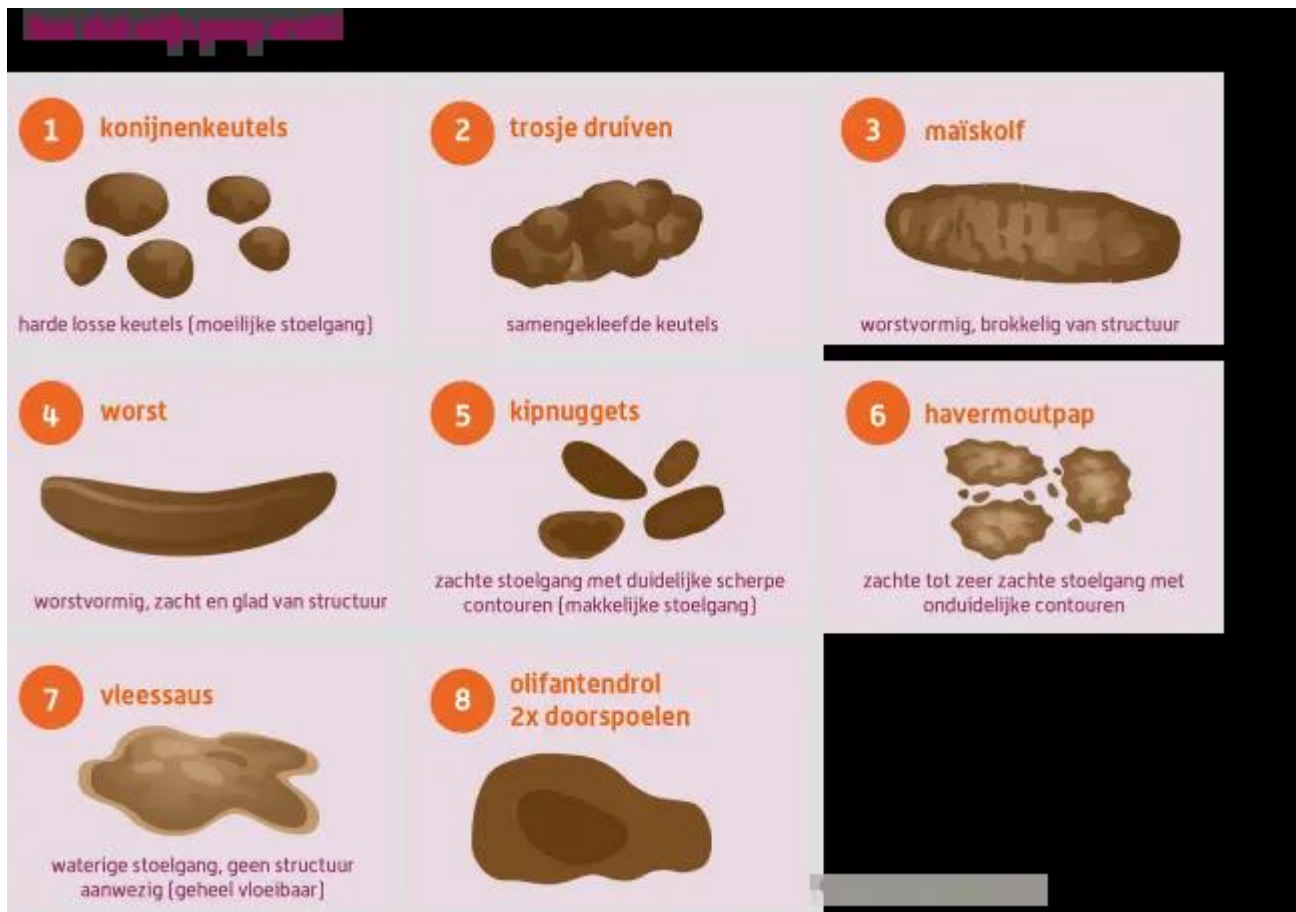 1 konijnenkeutels
harde losse keutels (moeilijke stoelgang)
2 trosje druiven
samengekleefde keutels
3 maïskolf
worstvormig, brokkelig van structuur
4 worst
worstvormig, zacht en glad van structuur
5 kipnuggets
zachte stoelgang met duidelijke scherpe
contouren (makkelijke stoelgang)
6 havermoutpap
zachte tot zeer zachte stoelgang met
onduidelijke contouren
7 vleessaus
waterige stoelgang, geen structuur
aanwezig (geheel vloeibaar)
8 olifantendrol
2x doorspoelen